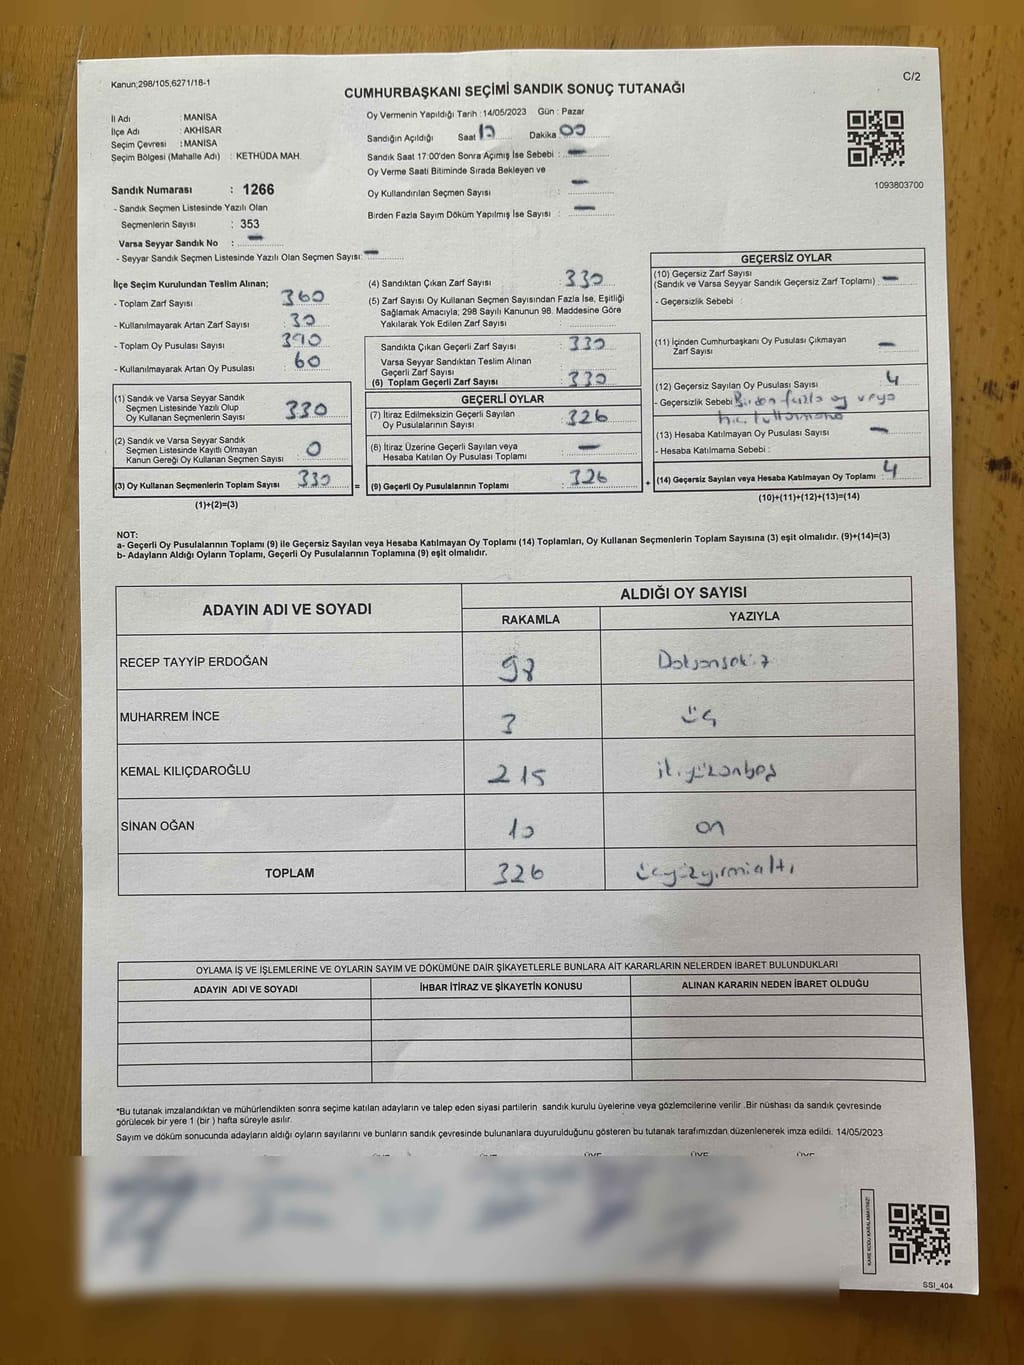 Kanun;298/105,6271/18-1
C/2
CUMHURBAŞKANI SEÇİMİ SANDIK SONUÇ TUTANAĞI
İl Adı : MANİSA
İlçe Adı : AKHİSAR
Seçim Çevresi : MANİSA
Seçim Bölgesi (Mahalle Adı) : KETHÜDA MAH.
Oy Vermenin Yapıldığı Tarih : 14/05/2023 Gün : Pazar
Sandığın Açıldığı Saat Dakika 00
Sandık Saat 17:00'den Sonra Açımış İse Sebebi : -
Oy Verme Saati Bitiminde Sırada Bekleyen ve
Oy Kullandırılan Seçmen Sayısı : -
Birden Fazla Sayım Döküm Yapılmış İse Sayısı : -
1093803700
Sandık Numarası : 1266
- Sandık Seçmen Listesinde Yazılı Olan
Seçmenlerin Sayısı : 353
Varsa Seyyar Sandık No : -
- Seyyar Sandık Seçmen Listesinde Yazılı Olan Seçmen Sayısı: -
İlçe Seçim Kurulundan Teslim Alınan;
- Toplam Zarf Sayısı : 360
- Kullanılmayarak Artan Zarf Sayısı : 30
- Toplam Oy Pusulası Sayısı : 390
- Kullanılmayarak Artan Oy Pusulası : 60
(1) Sandık ve Varsa Seyyar Sandık
Seçmen Listesinde Yazılı Olup
Oy Kullanan Seçmenlerin Sayısı : 330
(2) Sandık ve Varsa Seyyar Sandık
Seçmen Listesinde Kayıtlı Olmayan
Kanun Gereği Oy Kullanan Seçmen Sayısı : 0
(3) Oy Kullanan Seçmenlerin Toplam Sayısı : 330
(1)+(2)=(3)
(4) Sandıktan Çıkan Zarf Sayısı : 330
(5) Zarf Sayısı Oy Kullanan Seçmen Sayısından Fazla İse, Eşitliği
Sağlamak Amacıyla; 298 Sayılı Kanunun 98. Maddesine Göre
Yakılarak Yok Edilen Zarf Sayısı :
Sandıkta Çıkan Geçerli Zarf Sayısı : 330
Varsa Seyyar Sandıktan Teslim Alınan
Geçerli Zarf Sayısı :
(6) Toplam Geçerli Zarf Sayısı : 330
GEÇERLİ OYLAR
(7) İtiraz Edilmeksizin Geçerli Sayılan
Oy Pusulalarının Sayısı : 326
(8) İtiraz Üzerine Geçerli Sayılan veya
Hesaba Katılan Oy Pusulası Toplamı : -
= (9) Geçerli Oy Pusulalarının Toplamı : 326
GEÇERSİZ OYLAR
(10) Geçersiz Zarf Sayısı
(Sandık ve Varsa Seyyar Sandık Geçersiz Zarf Toplamı) : -
- Geçersizlik Sebebi
(11) İçinden Cumhurbaşkanı Oy Pusulası Çıkmayan
Zarf Sayısı : -
(12) Geçersiz Sayılan Oy Pusulası Sayısı : 4
- Geçersizlik Sebebi Birden fazla oy veya
hiç
(13) Hesaba Katılmayan Oy Pusulası Sayısı : -
- Hesaba Katılmama Sebebi :
+ (14) Geçersiz Sayılan veya Hesaba Katılmayan Oy Toplamı : 4
(10)+(11)+(12)+(13)=(14)
NOT:
a- Geçerli Oy Pusulalarının Toplamı (9) ile Geçersiz Sayılan veya Hesaba Katılmayan Oy Toplamı (14) Toplamları, Oy Kullanan Seçmenlerin Toplam Sayısına (3) eşit olmalıdır. (9)+(14)=(3)
b- Adayların Aldığı Oyların Toplamı, Geçerli Oy Pusulalarının Toplamına (9) eşit olmalıdır.
ADAYIN ADI VE SOYADI
ALDIĞI OY SAYISI
RAKAMLA YAZIYLA
RECEP TAYYİP ERDOĞAN 98 Doksansekiz
MUHARREM İNCE 3 üç
KEMAL KILIÇDAROĞLU 215 ikiyüzonbeş
SİNAN OĞAN 10 on
TOPLAM 326 üçyüzyirmialtı
OYLAMA İŞ VE İŞLEMLERİNE VE OYLARIN SAYIM VE DÖKÜMÜNE DAİR ŞİKAYETLERLE BUNLARA AİT KARARLARIN NELERDEN İBARET BULUNDUKLARI
ADAYIN ADI VE SOYADI İHBAR İTİRAZ VE ŞİKAYETİN KONUSU ALINAN KARARIN NEDEN İBARET OLDUĞU
*Bu tutanak imzalandıktan ve mühürlendikten sonra seçime katılan adayların ve talep eden siyasi partilerin sandık kurulu üyelerine veya gözlemcilerine verilir .Bir nüshası da sandık çevresinde
görülecek bir yere 1 (bir ) hafta süreyle asılır.
Sayım ve döküm sonucunda adayların aldığı oyların sayılarını ve bunların sandık çevresinde bulunanlara duyurulduğunu gösteren bu tutanak tarafımızdan düzenlenerek imza edildi. 14/05/2023
SSI_404